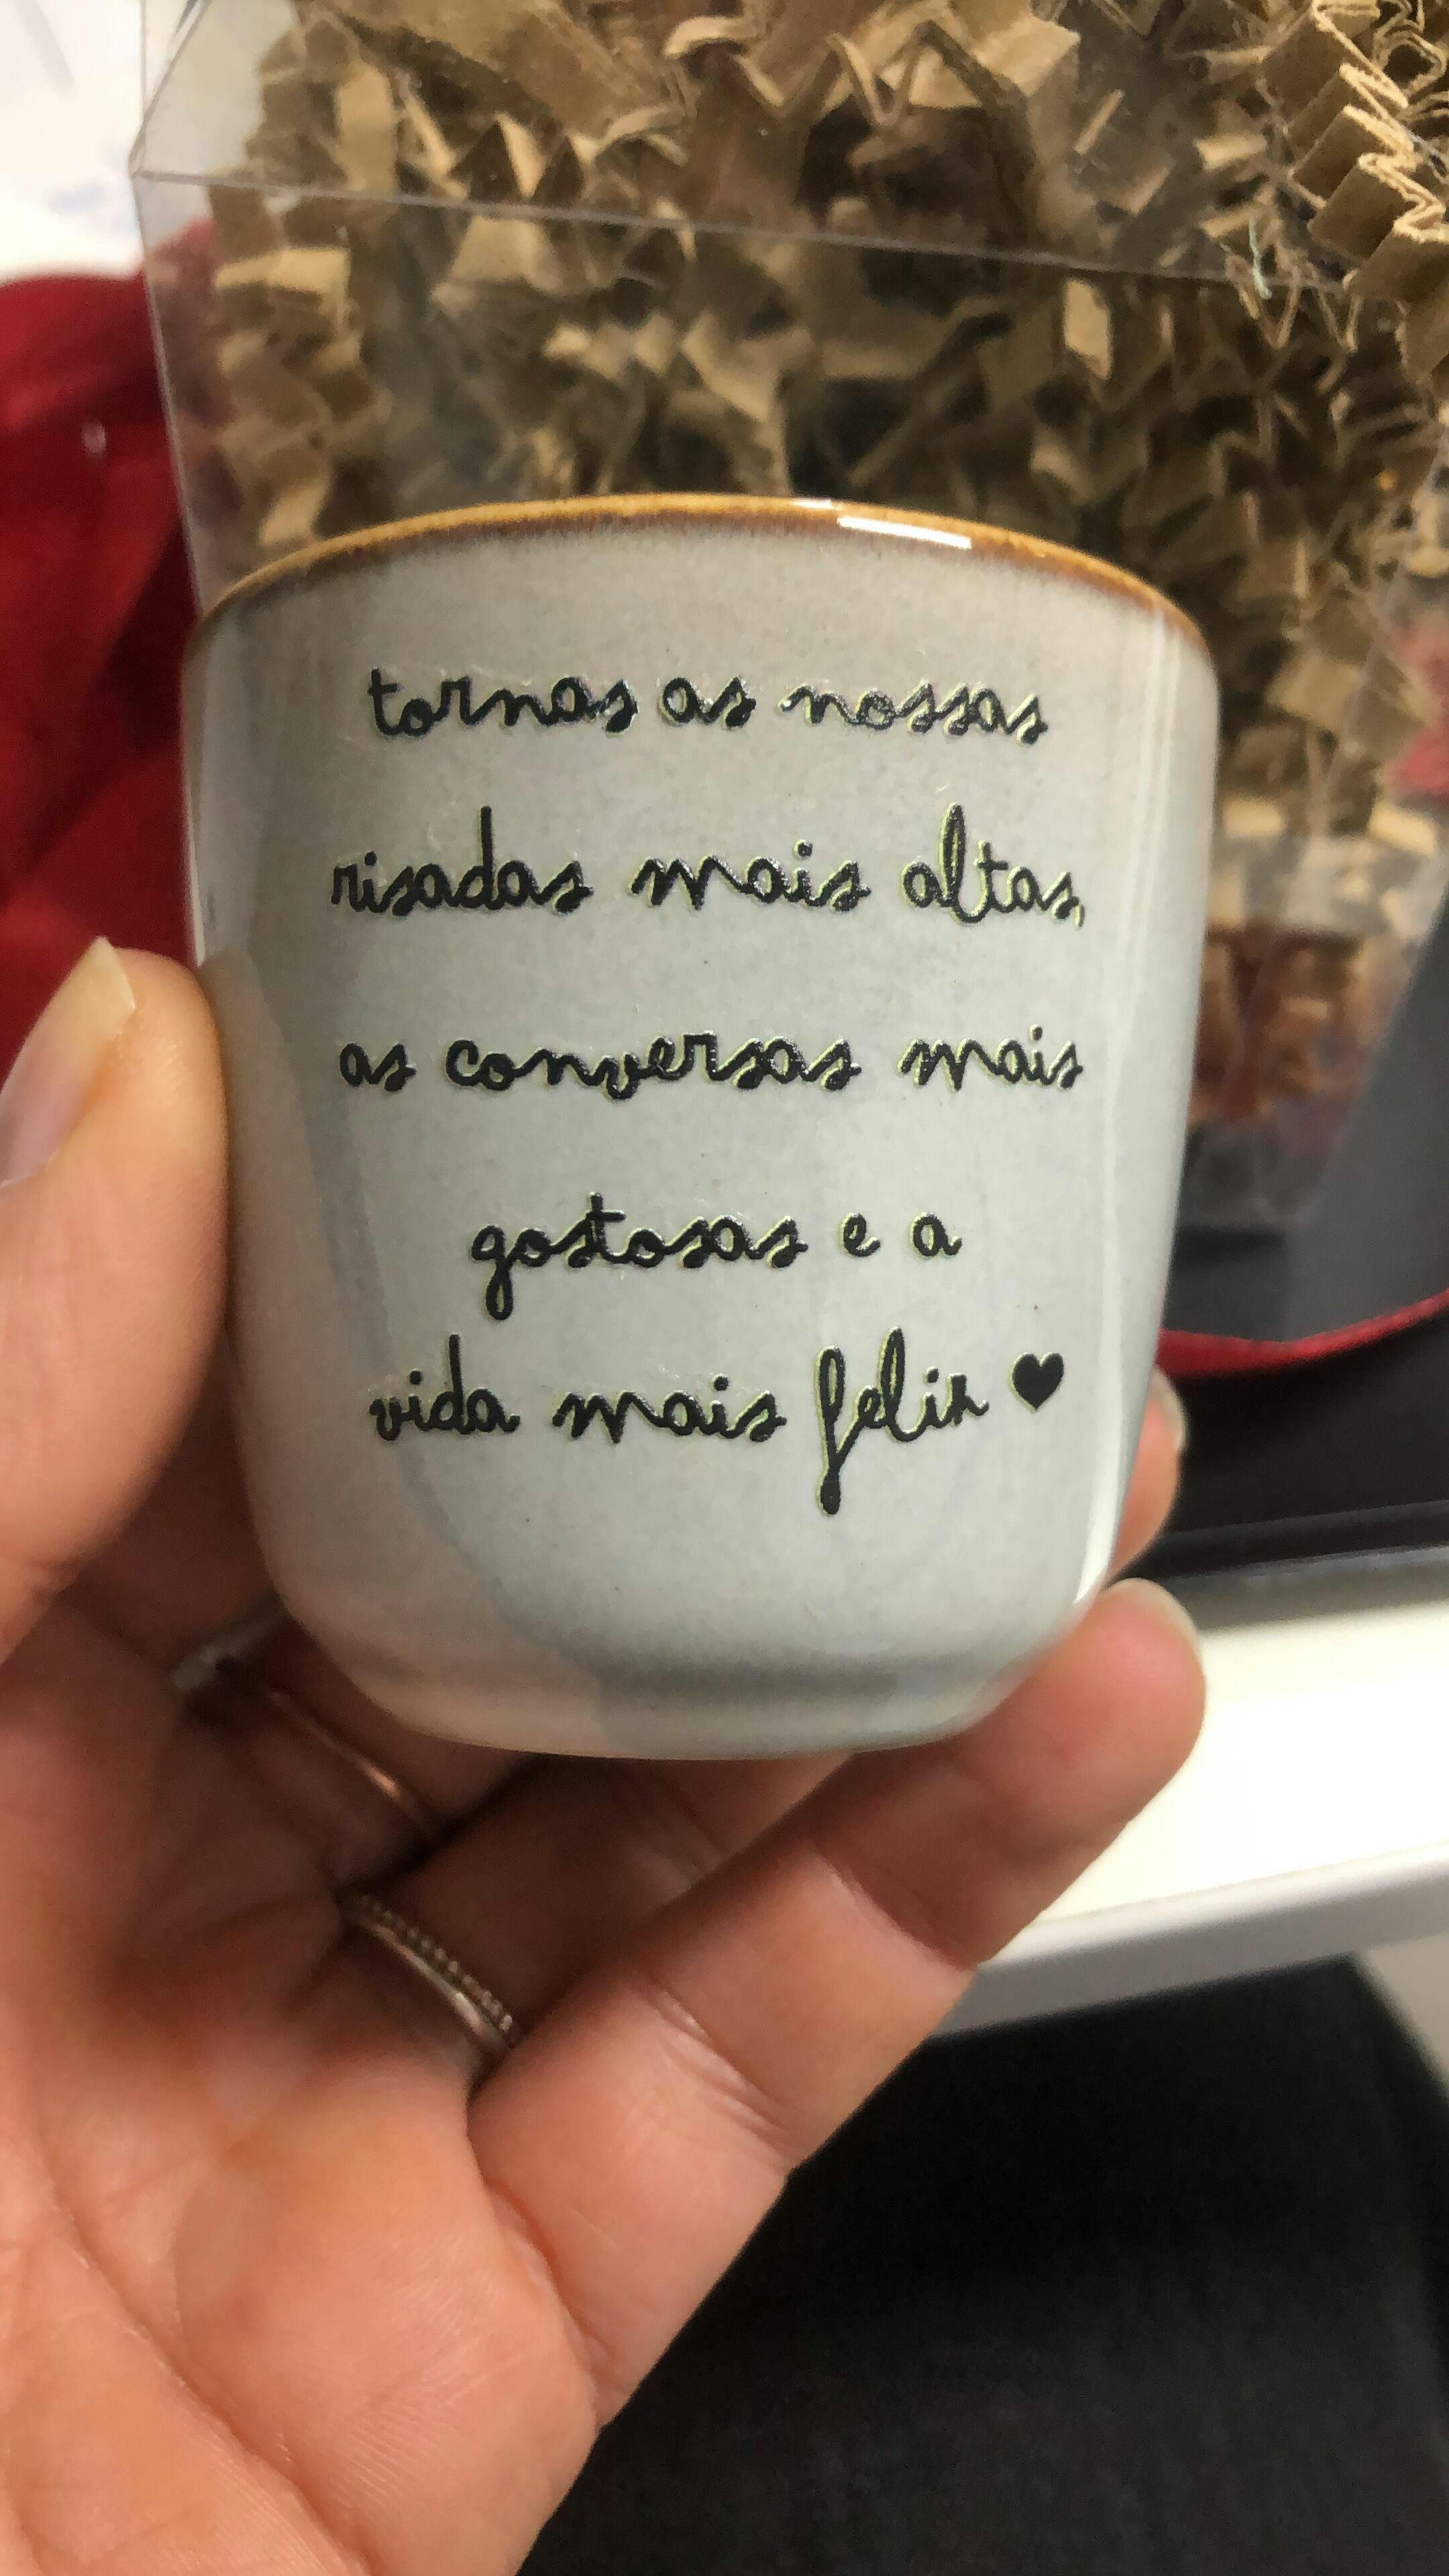 tornas as nossas
risadas mais altas,
as conversas mais
gostosas e a
vida mais feliz ♥